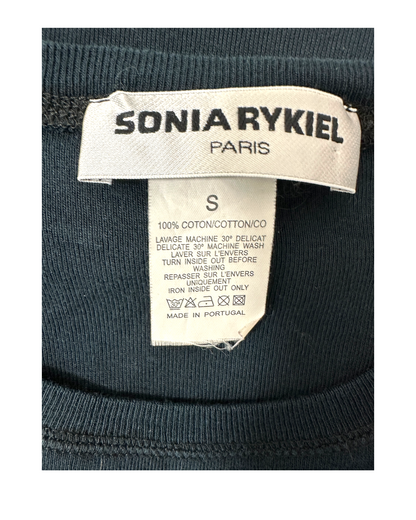 SONIA RYKIEL
PARIS
S
100% COTON/COTTON/CO
LAVAGE MACHINE 30° DELICAT
DELICATE 30° MACHINE WASH
LAVER SUR L'ENVERS
TURN INSIDE OUT BEFORE
WASHING
REPASSER SUR L'ENVERS
UNIQUEMENT
IRON INSIDE OUT ONLY
MADE IN PORTUGAL